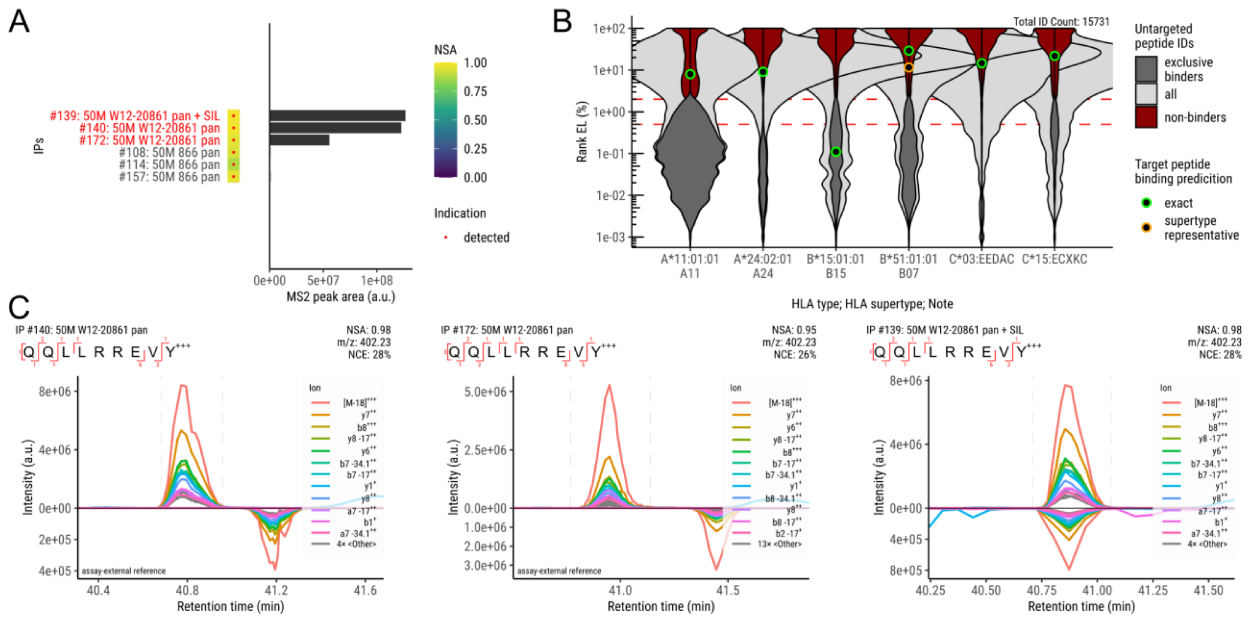 A
IPs
#139: 50M W12-20861 pan + SIL
#140: 50M W12-20861 pan
#172: 50M W12-20861 pan
#108: 50M 866 pan
#114: 50M 866 pan
#157: 50M 866 pan
0e+00 5e+07 1e+08
MS2 peak area (a.u.)
NSA
1.00
0.75
0.50
0.25
0.00
Indication
detected
B
Total ID Count: 15731
Rank EL (%)
1e+02
1e+01
1e+00
1e-01
1e-02
1e-03
A*11:01:01 A*24:02:01 B*15:01:01 B*51:01:01 C*03:EEDAC C*15:ECXKC
A11 A24 B15 B07
HLA type; HLA supertype; Note
Untargeted
peptide IDs
exclusive
binders
all
non-binders
Target peptide
binding predicition
exact
supertype
representative
C
IP #140: 50M W12-20861 pan
NSA: 0.98
m/z: 402.23
NCE: 28%
QQLLRREVY+++
Intensity (a.u.)
8e+06
4e+06
0e+00
2e+05
4e+05
Ion
[M-18]+++
y7++
b8+++
y8 -17++
y6++
b7 -34.1++
b7 -17++
y1+
y8++
a7 -17++
b1+
a7 -34.1++
4× <Other>
assay-external reference
40.4 40.8 41.2 41.6
Retention time (min)
IP #172: 50M W12-20861 pan
NSA: 0.95
m/z: 402.23
NCE: 26%
QQLLRREVY+++
Intensity (a.u.)
5.0e+06
2.5e+06
0.0e+00
1.0e+06
2.0e+06
3.0e+06
Ion
[M-18]+++
y7++
y6++
y8 -17++
b8+++
b7 -17++
b7 -34.1++
y1+
b8 -34.1++
y8++
b8 -17++
b2 -17+
13× <Other>
assay-external reference
41.0 41.5
Retention time (min)
IP #139: 50M W12-20861 pan + SIL
NSA: 0.98
m/z: 402.23
NCE: 28%
QQLLRREVY+++
Intensity (a.u.)
8e+06
4e+06
0e+00
4e+05
8e+05
Ion
[M-18]+++
y7++
b8+++
y8 -17++
y6++
b7 -34.1++
b7 -17++
y1+
y8++
a7 -17++
b1+
a7 -34.1++
4× <Other>
40.25 40.50 40.75 41.00 41.25 41.50
Retention time (min)